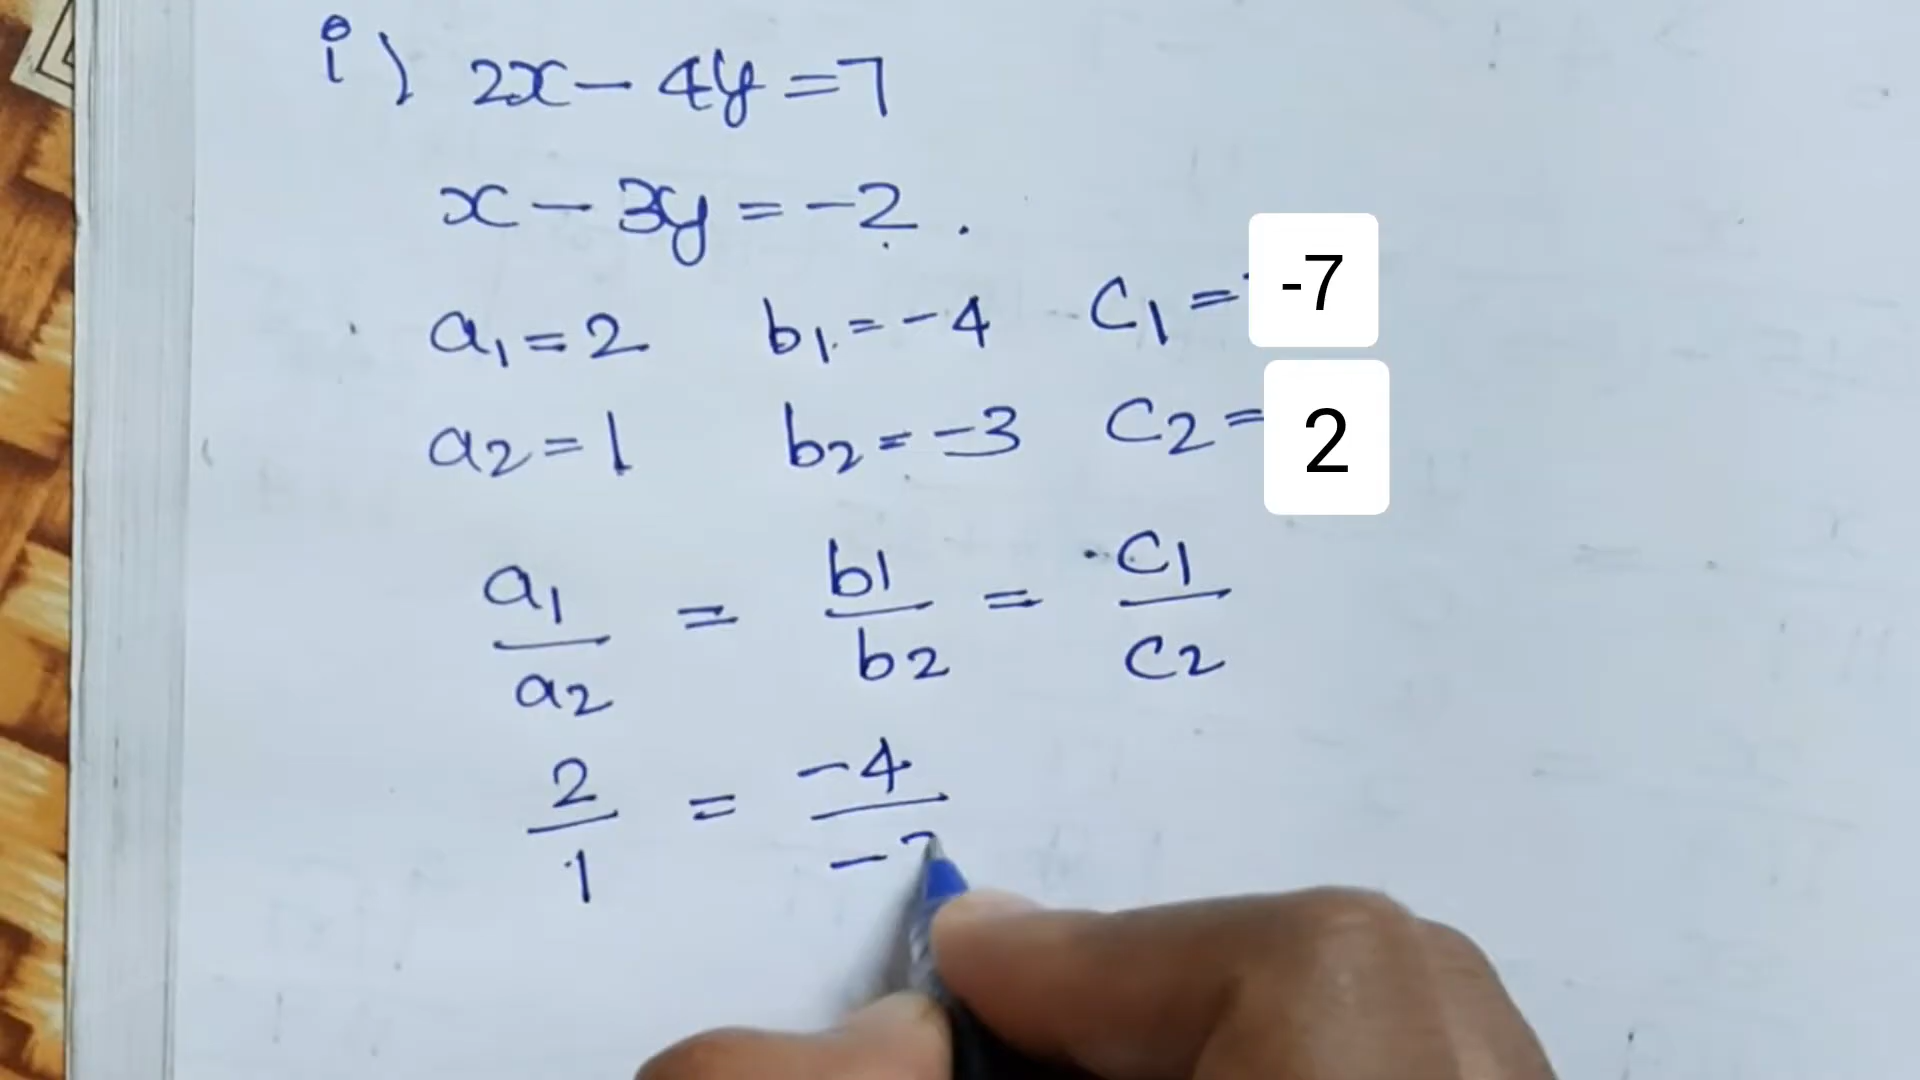 i) 2x - 4y = 7
x - 3y = -2 .
a1 = 2 b1 = -4 c1 = -7
a2 = 1 b2 = -3 c2 = 2
a1/a2 = b1/b2 = c1/c2
2/1 = -4/-